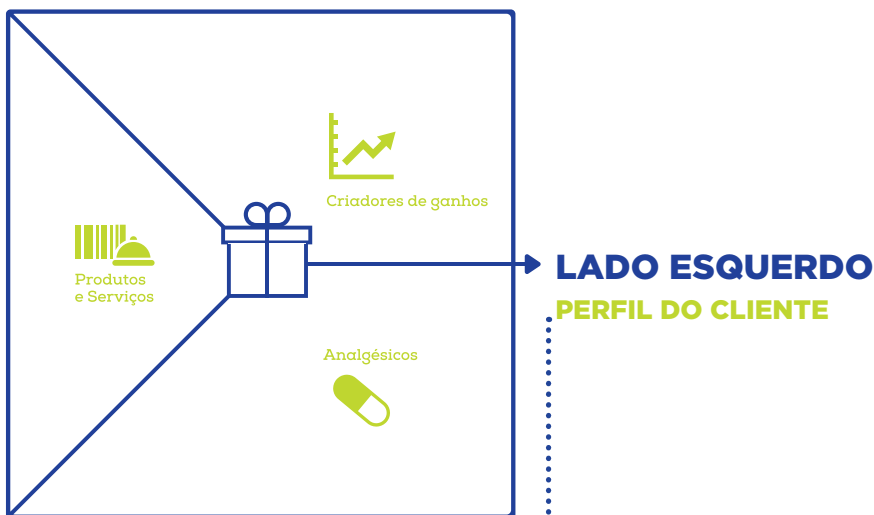 Criadores de ganhos
Produtos
e Serviços
Analgésicos
LADO ESQUERDO
PERFIL DO CLIENTE